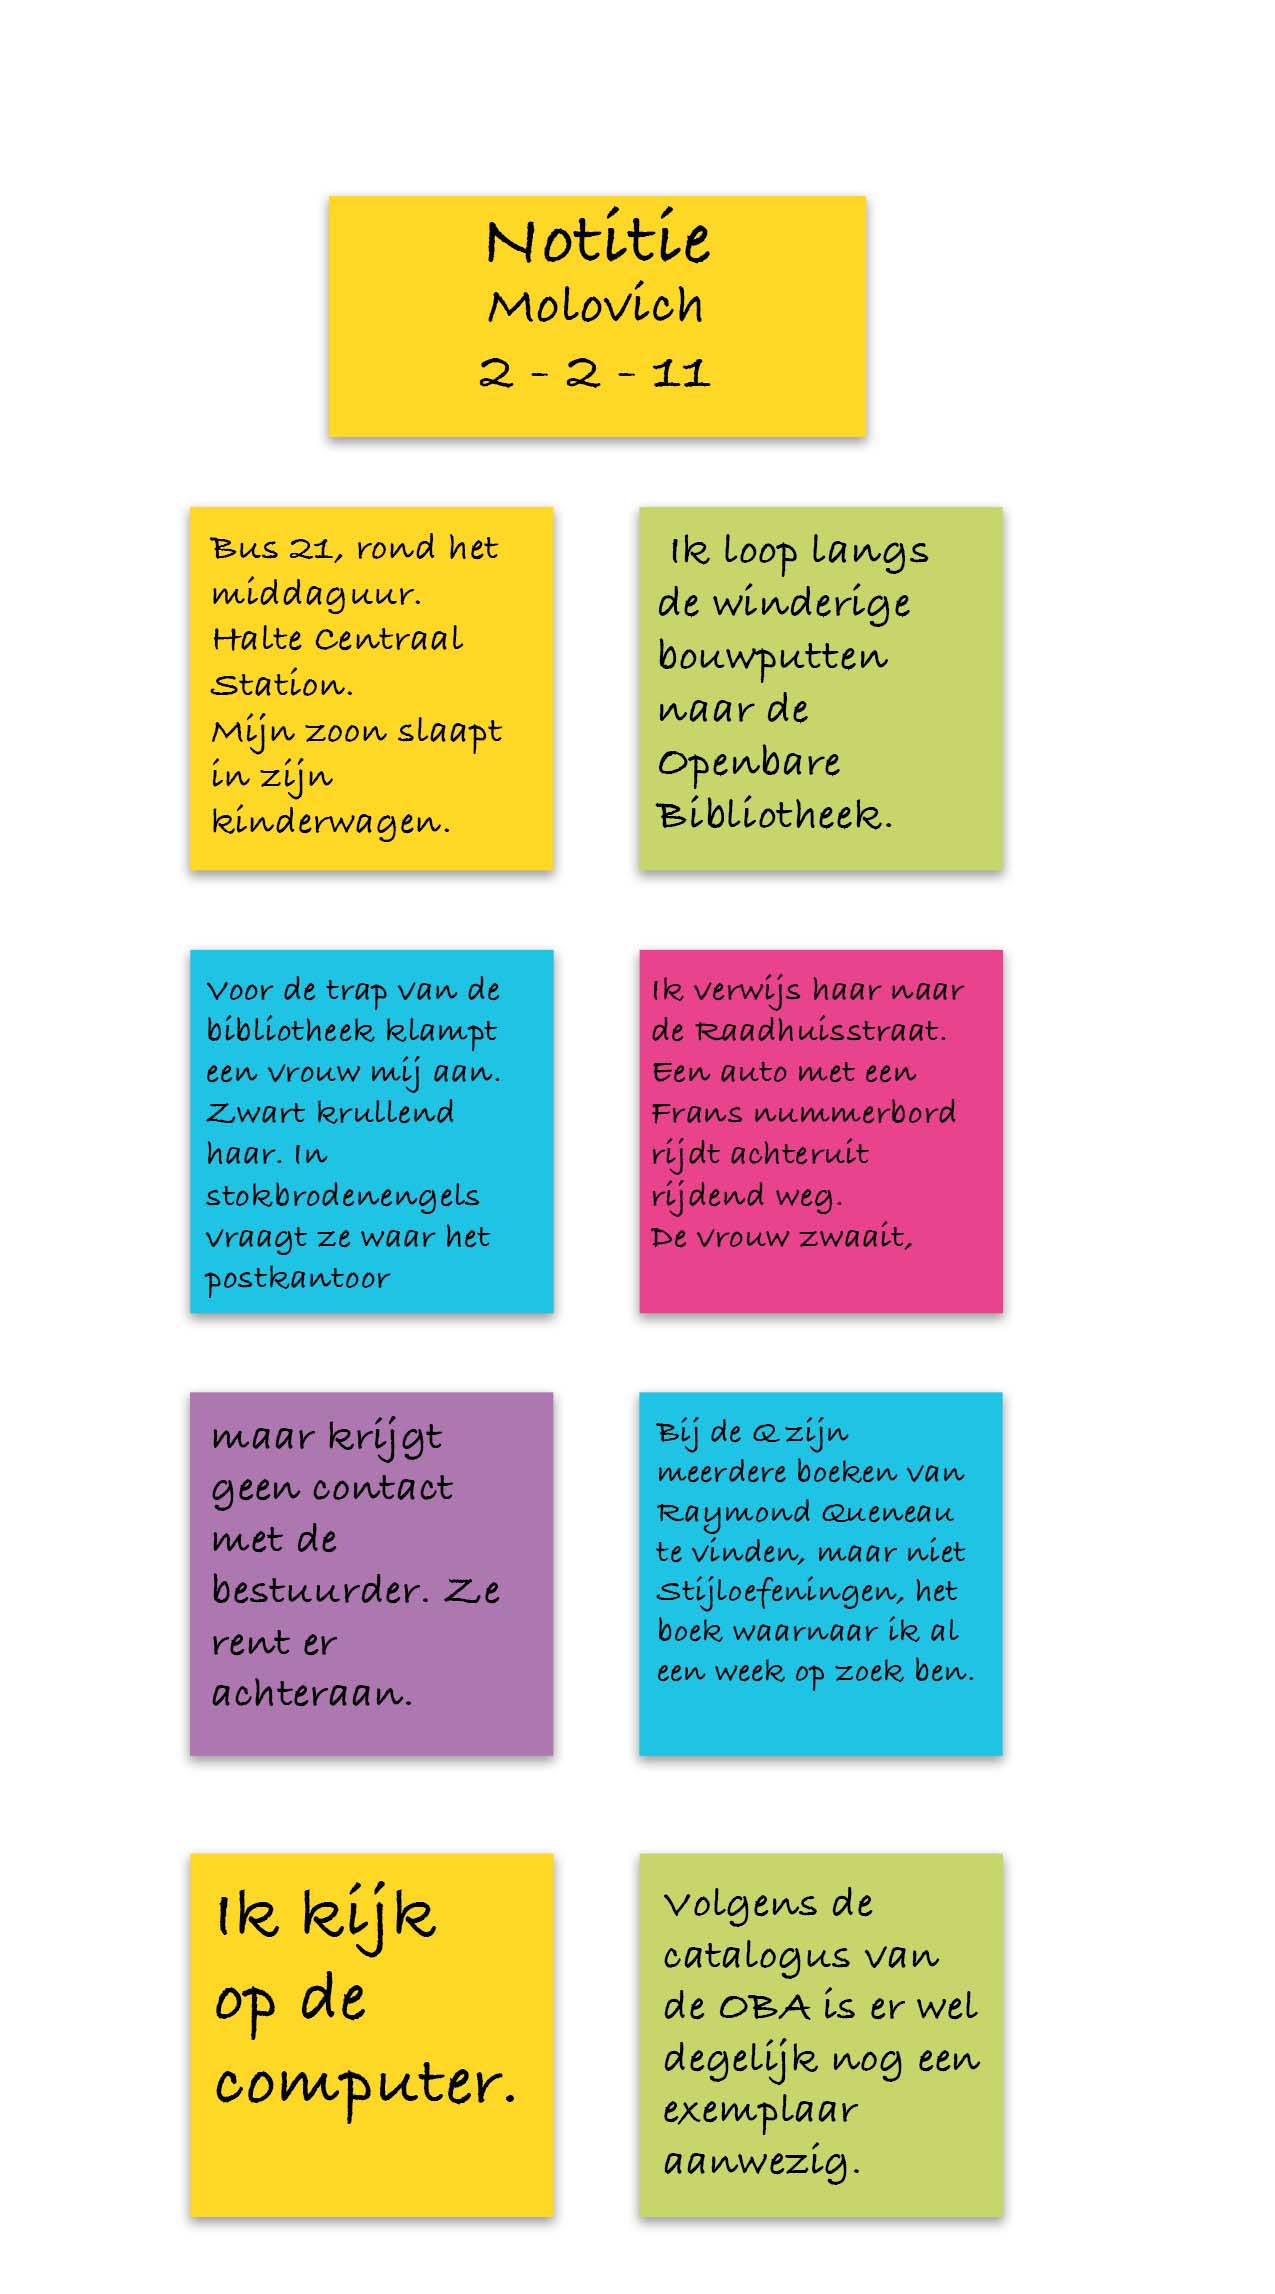 Notitie
Molovich
2 - 2 - 11
Bus 21, rond het
middaguur.
Halte Centraal
Station.
Mijn zoon slaapt
in zijn
kinderwagen.
Ik loop langs
de winderige
bouwputten
naar de
Openbare
Bibliotheek.
Voor de trap van de
bibliotheek klampt
een vrouw mij aan.
Zwart krullend
haar. In
stokbrodenengels
vraagt ze waar het
postkantoor
Ik verwijs haar naar
de Raadhuisstraat.
Een auto met een
Frans nummerbord
rijdt achteruit
rijdend weg.
De vrouw zwaait,
maar krijgt
geen contact
met de
bestuurder. Ze
rent er
achteraan.
Bij de Q zijn
meerdere boeken van
Raymond Queneau
te vinden, maar niet
Stijloefeningen, het
boek waarnaar ik al
een week op zoek ben.
Ik kijk
op de
computer.
Volgens de
catalogus van
de OBA is er wel
degelijk nog een
exemplaar
aanwezig.